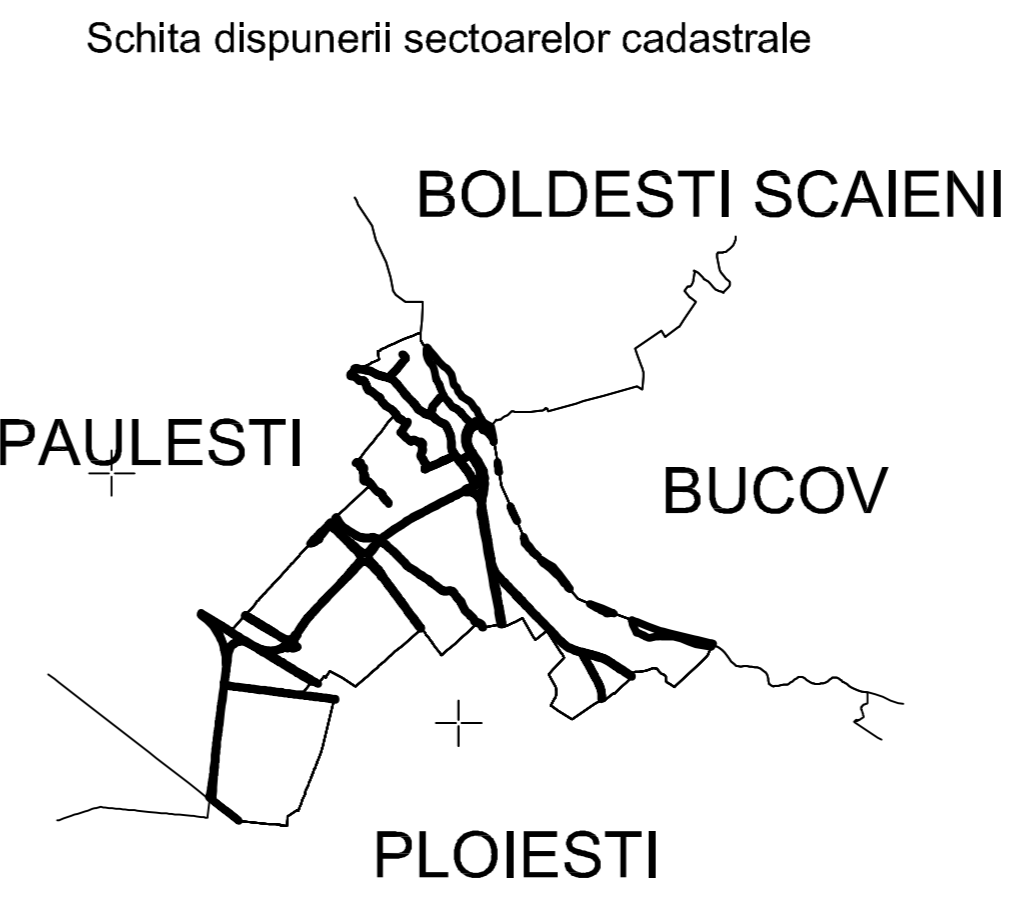 Schita dispunerii sectoarelor cadastrale
BOLDESTI SCAIENI
PAULESTI
BUCOV
PLOIESTI